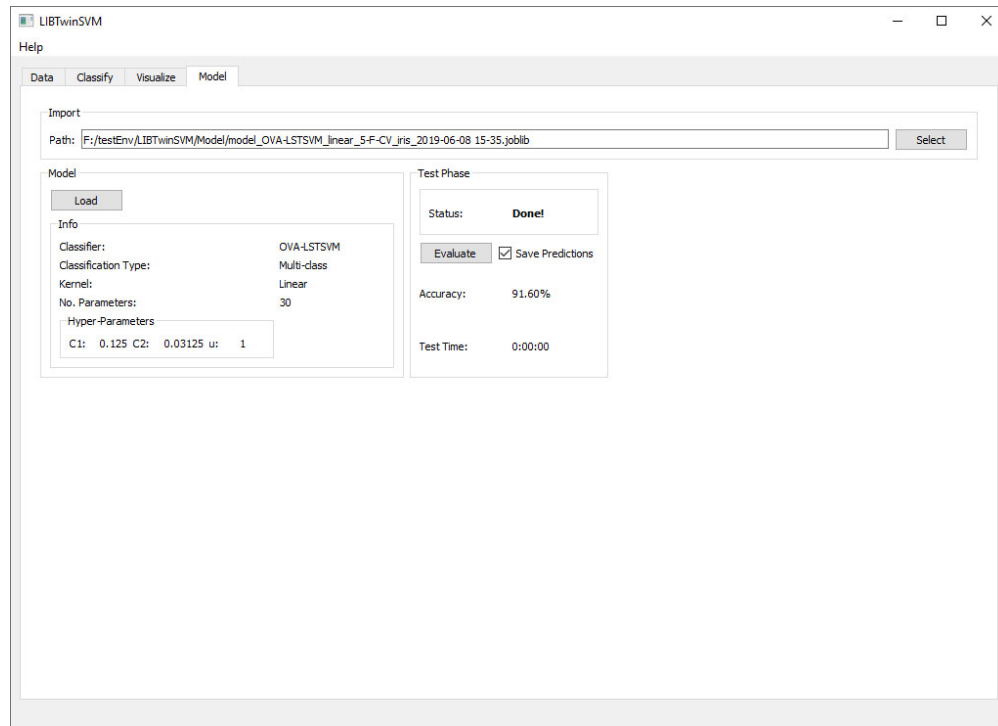 LIBTwinSVM
Help
Data Classify Visualize Model
Import
Path: F:/testEnv/LIBTwinSVM/Model/model_OVA-LSTSVM_linear_5-F-CV_iris_2019-06-08 15-35.joblib Select
Model
Load
Info
Classifier: OVA-LSTSVM
Classification Type: Multi-class
Kernel: Linear
No. Parameters: 30
Hyper-Parameters
C1: 0.125 C2: 0.03125 u: 1
Test Phase
Status: Done!
Evaluate Save Predictions
Accuracy: 91.60%
Test Time: 0:00:00